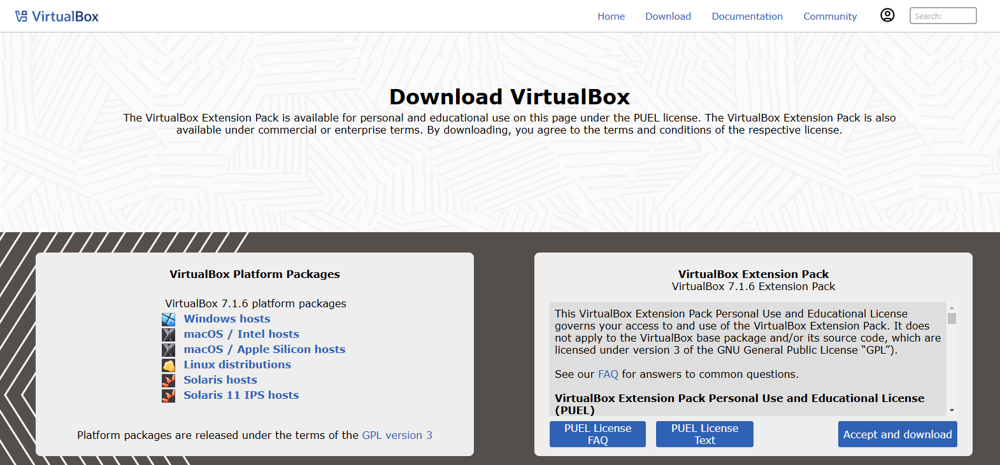 VirtualBox
Home
Download
Documentation
Community
Search:
Download VirtualBox
The VirtualBox Extension Pack is available for personal and educational use on this page under the PUEL license. The VirtualBox Extension Pack is also
available under commercial or enterprise terms. By downloading, you agree to the terms and conditions of the respective license.
VirtualBox Platform Packages
VirtualBox 7.1.6 platform packages
Windows hosts
macOS / Intel hosts
macOS / Apple Silicon hosts
Linux distributions
Solaris hosts
Solaris 11 IPS hosts
Platform packages are released under the terms of the GPL version 3
VirtualBox Extension Pack
VirtualBox 7.1.6 Extension Pack
This VirtualBox Extension Pack Personal Use and Educational License
governs your access to and use of the VirtualBox Extension Pack. It does
not apply to the VirtualBox base package and/or its source code, which are
licensed under version 3 of the GNU General Public License “GPL”).
See our FAQ for answers to common questions.
VirtualBox Extension Pack Personal Use and Educational License
(PUEL)
PUEL License
FAQ
PUEL License
Text
Accept and download